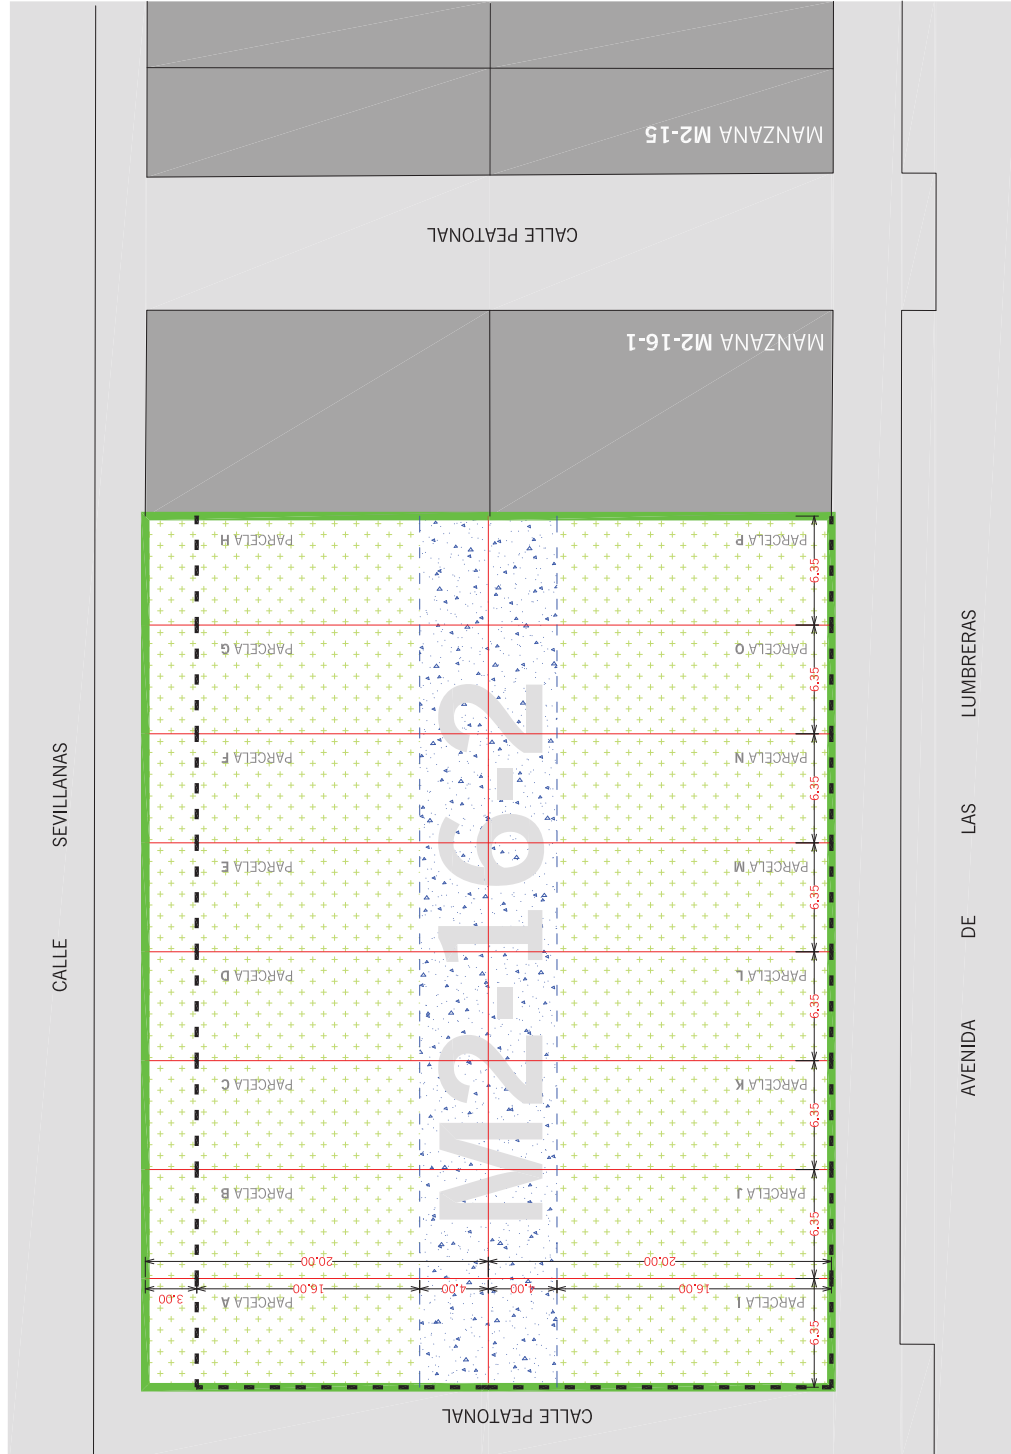 MANZANA M2-15
CALLE PEATONAL
MANZANA M2-16-1
PARCELA H
PARCELA P
6.35
PARCELA G
PARCELA O
6.35
PARCELA F
PARCELA N
6.35
PARCELA E
PARCELA M
6.35
PARCELA D
PARCELA L
6.35
PARCELA C
PARCELA K
6.35
PARCELA B
PARCELA J
6.35
20.00
20.00
3.00
16.00
4.00
4.00
16.00
PARCELA A
PARCELA I
6.35
M2-16-2
CALLE PEATONAL
CALLE SEVILLANAS
AVENIDA DE LAS LUMBRERAS